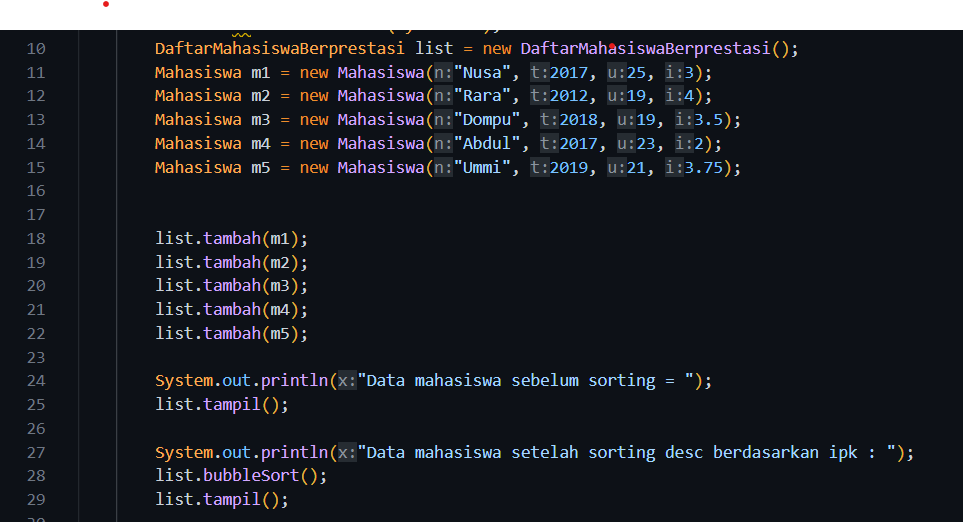 10 DaftarMahasiswaBerprestasi list = new DaftarMahasiswaBerprestasi();
11 Mahasiswa m1 = new Mahasiswa(n:"Nusa", t:2017, u:25, i:3);
12 Mahasiswa m2 = new Mahasiswa(n:"Rara", t:2012, u:19, i:4);
13 Mahasiswa m3 = new Mahasiswa(n:"Dompu", t:2018, u:19, i:3.5);
14 Mahasiswa m4 = new Mahasiswa(n:"Abdul", t:2017, u:23, i:2);
15 Mahasiswa m5 = new Mahasiswa(n:"Ummi", t:2019, u:21, i:3.75);
16
17
18 list.tambah(m1);
19 list.tambah(m2);
20 list.tambah(m3);
21 list.tambah(m4);
22 list.tambah(m5);
23
24 System.out.println(x:"Data mahasiswa sebelum sorting = ");
25 list.tampil();
26
27 System.out.println(x:"Data mahasiswa setelah sorting desc berdasarkan ipk : ");
28 list.bubbleSort();
29 list.tampil();